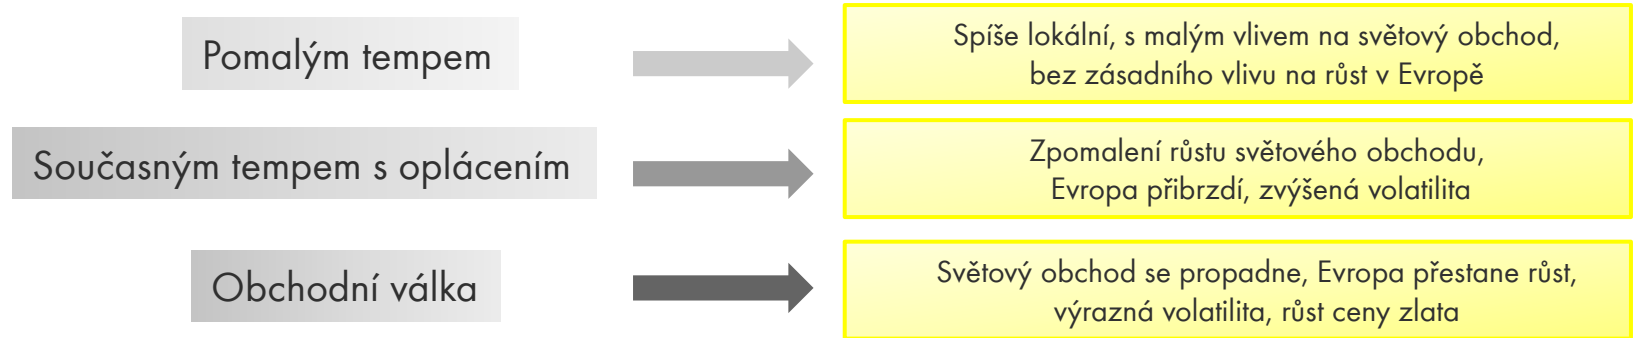 Pomalým tempem
Spíše lokální, s malým vlivem na světový obchod,
bez zásadního vlivu na růst v Evropě
Současným tempem s oplácením
Zpomalení růstu světového obchodu,
Evropa přibrzdí, zvýšená volatilita
Obchodní válka
Světový obchod se propadne, Evropa přestane růst,
výrazná volatilita, růst ceny zlata